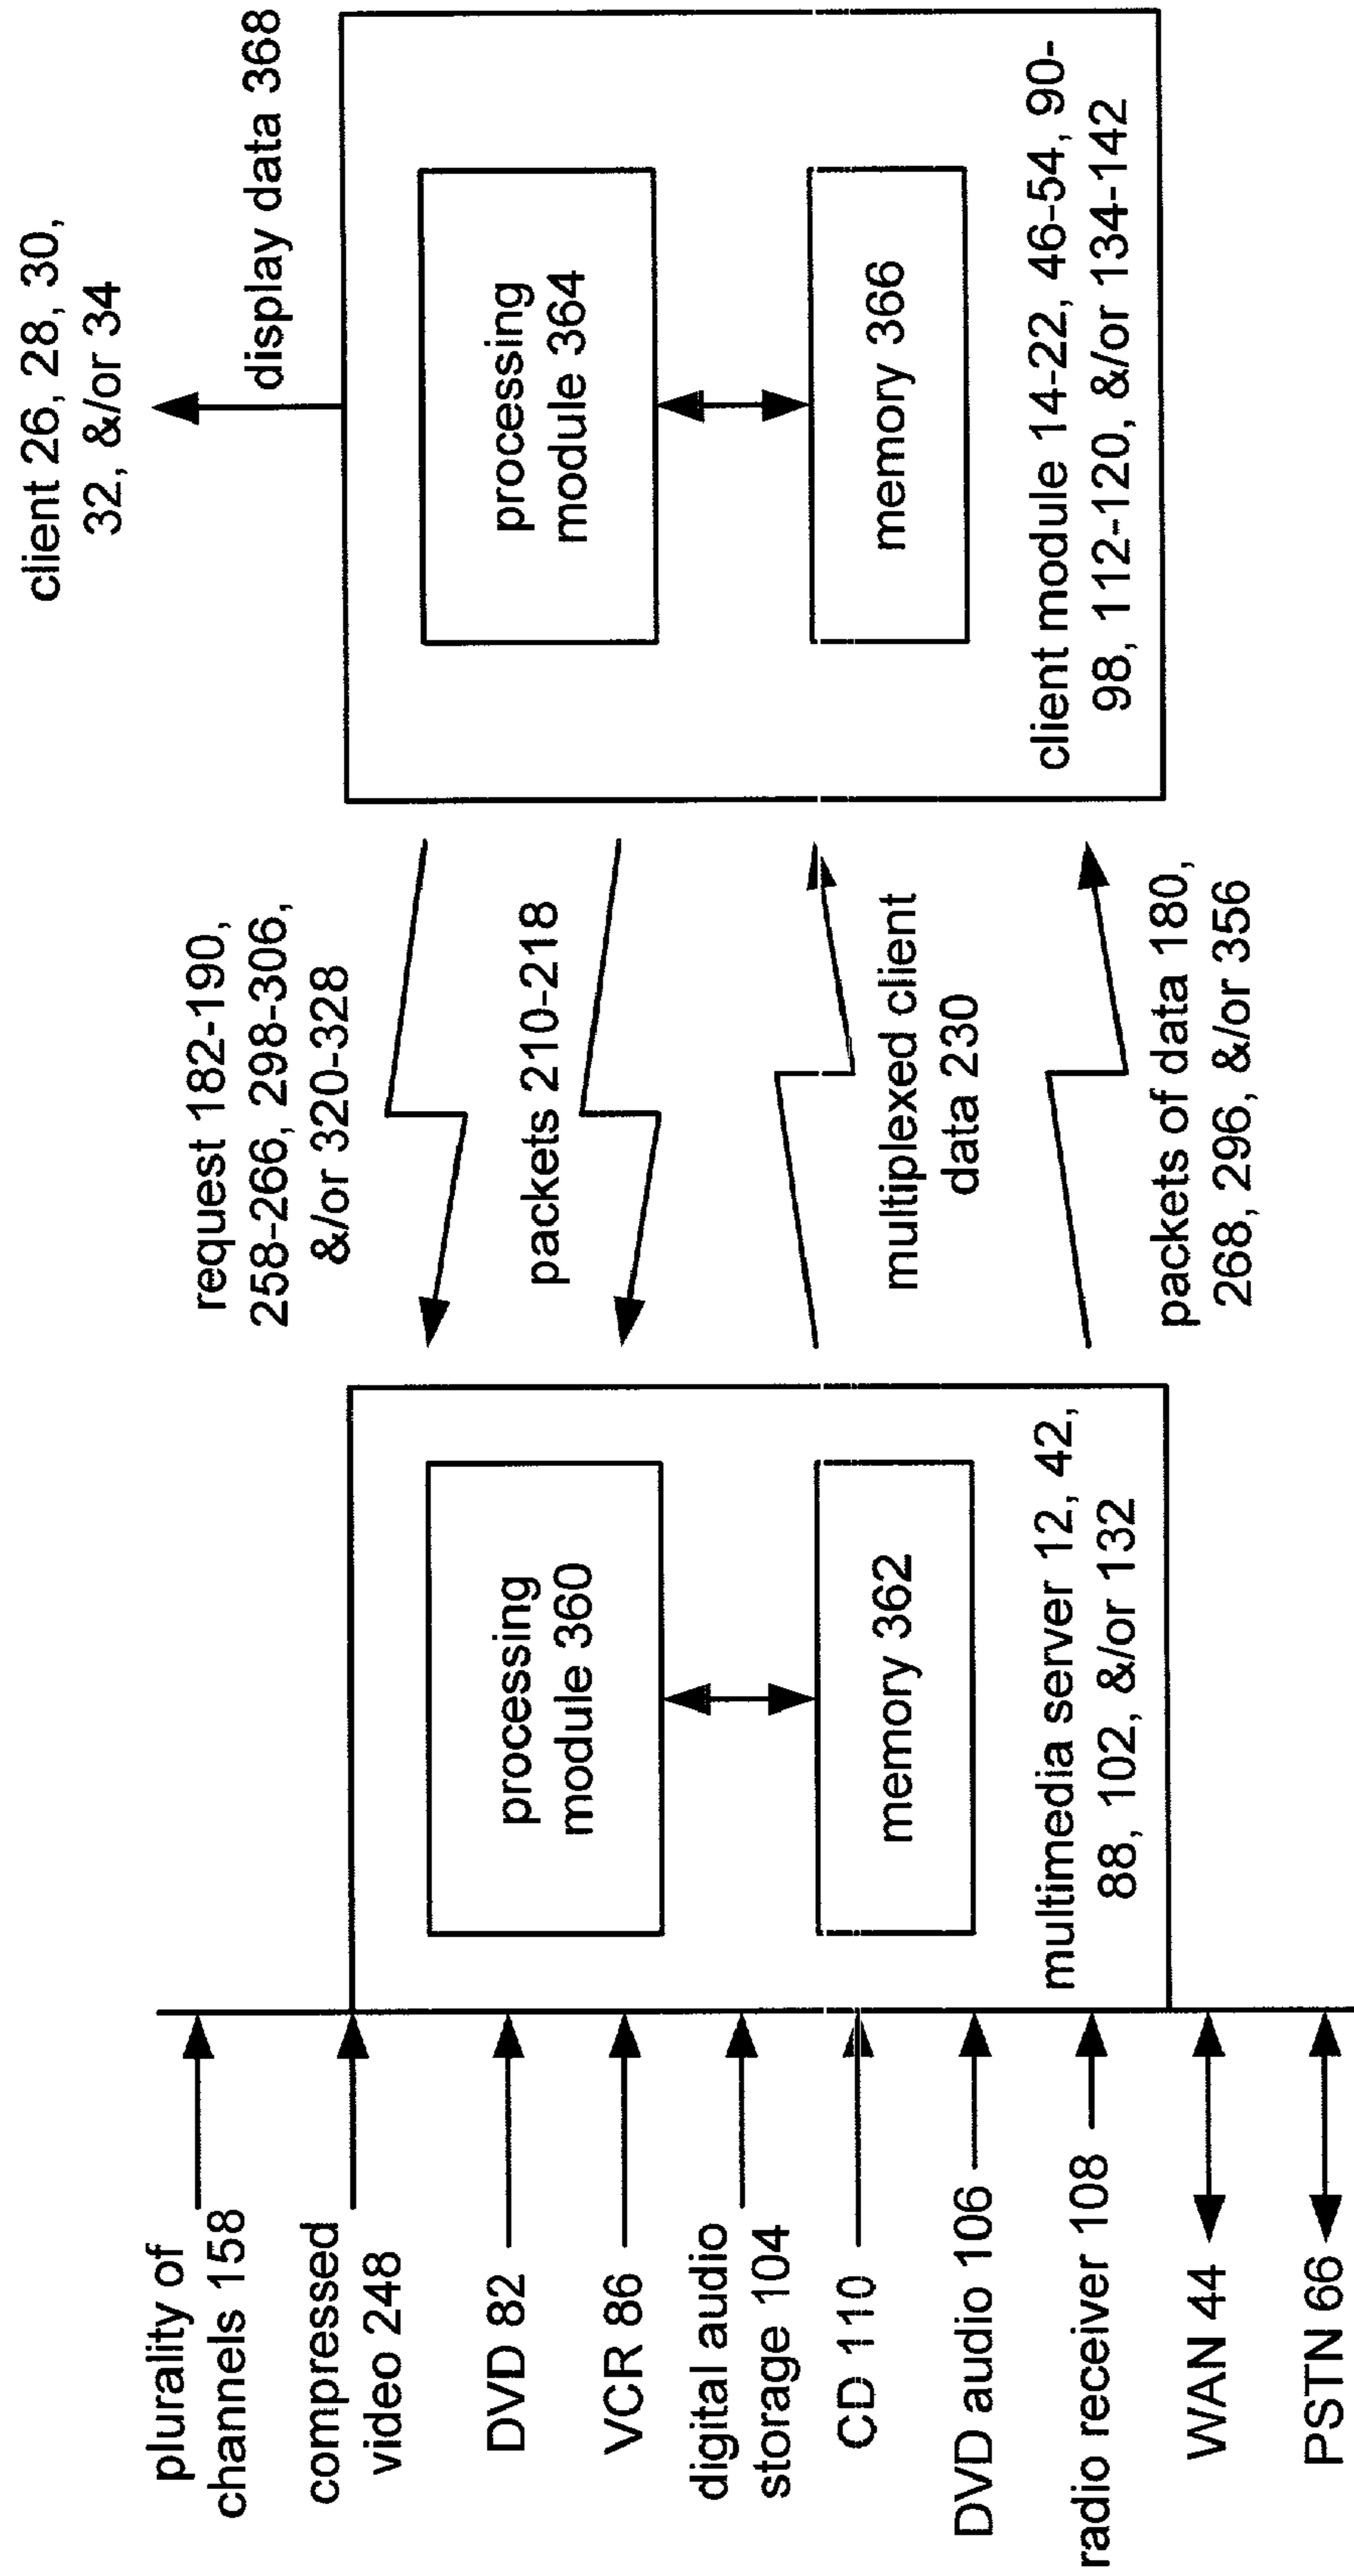 plurality of
channels 158
compressed
video 248
DVD 82
VCR 86
digital audio
storage 104
CD 110
DVD audio 106
radio receiver 108
WAN 44
PSTN 66
processing
module 360
memory 362
multimedia server 12, 42,
88, 102, &/or 132
request 182-190,
258-266, 298-306,
&/or 320-328
packets 210-218
multiplexed client
data 230
packets of data 180,
268, 296, &/or 356
client 26, 28, 30,
32, &/or 34
display data 368
processing
module 364
memory 366
client module 14-22, 46-54, 90-
98, 112-120, &/or 134-142